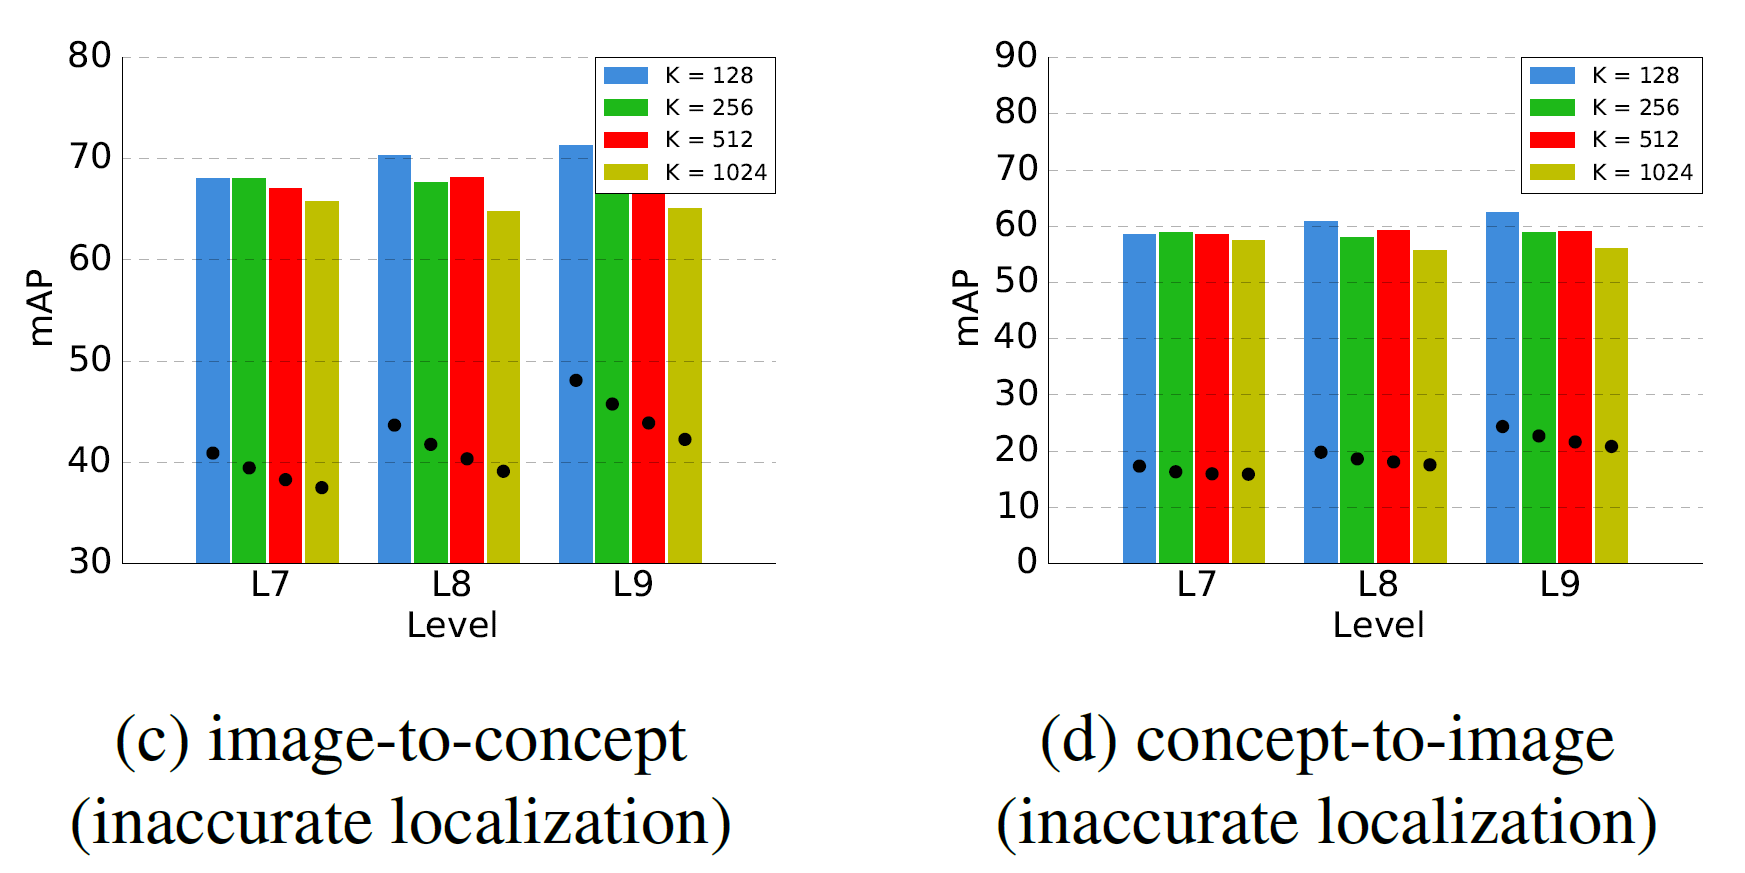 80
70
60
50
40
30
mAP
L7 L8 L9
Level
K = 128
K = 256
K = 512
K = 1024
(c) image-to-concept
(inaccurate localization)
90
80
70
60
50
40
30
20
10
0
mAP
L7 L8 L9
Level
K = 128
K = 256
K = 512
K = 1024
(d) concept-to-image
(inaccurate localization)